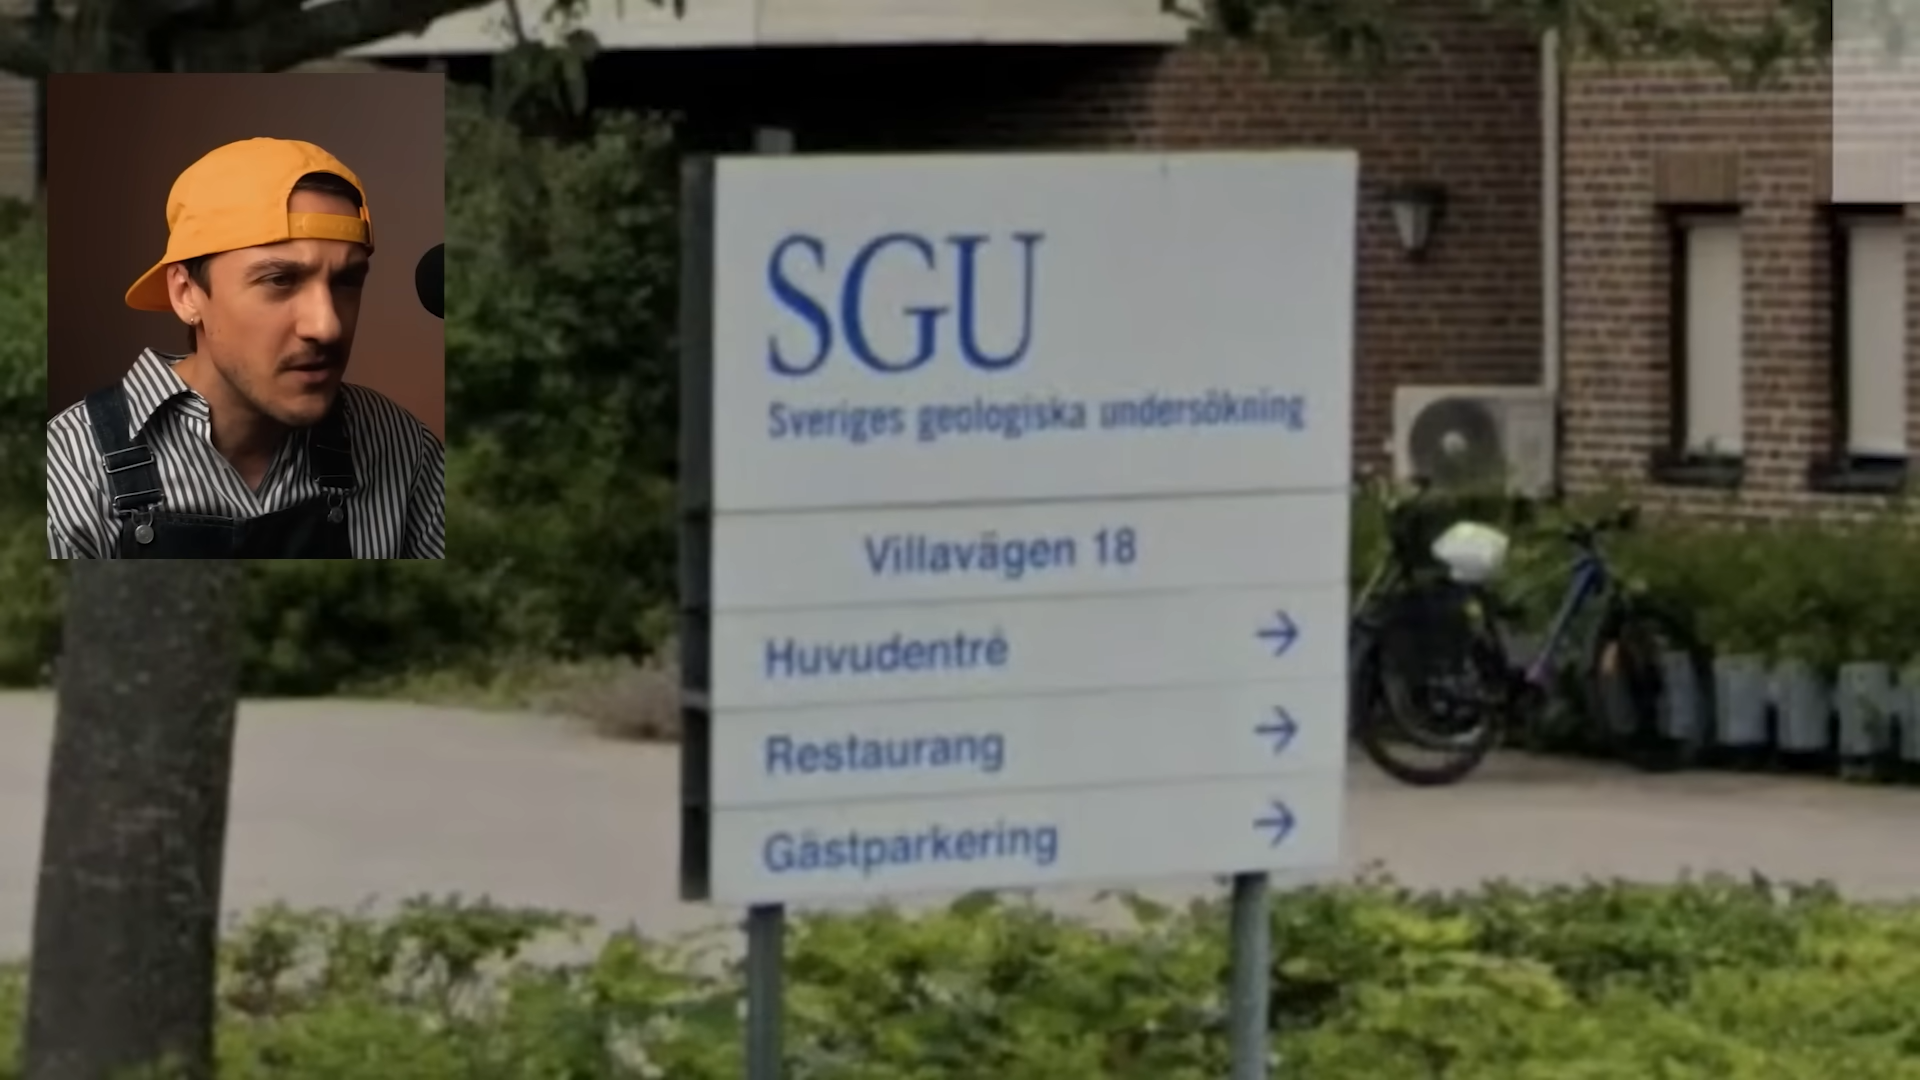 SGU
Sveriges geologiska undersökning
Villavägen 18
Huvudentré
Restaurang
Gästparkering